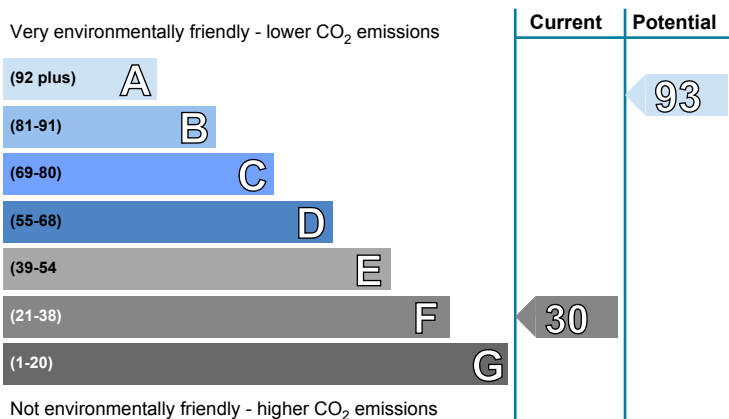 Very environmentally friendly - lower CO2 emissions
Current
Potential
(92 plus) A
93
(81-91) B
(69-80) C
(55-68) D
(39-54 E
(21-38) F
30
(1-20) G
Not environmentally friendly - higher CO2 emissions